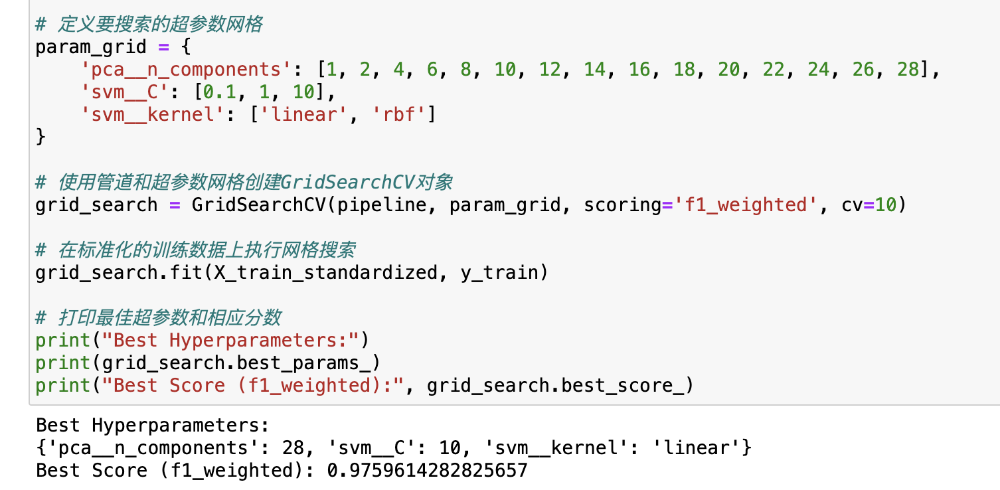 # 定义要搜索的超参数网格
param_grid = {
    'pca__n_components': [1, 2, 4, 6, 8, 10, 12, 14, 16, 18, 20, 22, 24, 26, 28],
    'svm__C': [0.1, 1, 10],
    'svm__kernel': ['linear', 'rbf']
}
# 使用管道和超参数网格创建GridSearchCV对象
grid_search = GridSearchCV(pipeline, param_grid, scoring='f1_weighted', cv=10)
# 在标准化的训练数据上执行网格搜索
grid_search.fit(X_train_standardized, y_train)
# 打印最佳超参数和相应分数
print("Best Hyperparameters:")
print(grid_search.best_params_)
print("Best Score (f1_weighted):", grid_search.best_score_)
Best Hyperparameters:
{'pca__n_components': 28, 'svm__C': 10, 'svm__kernel': 'linear'}
Best Score (f1_weighted): 0.9759614282825657